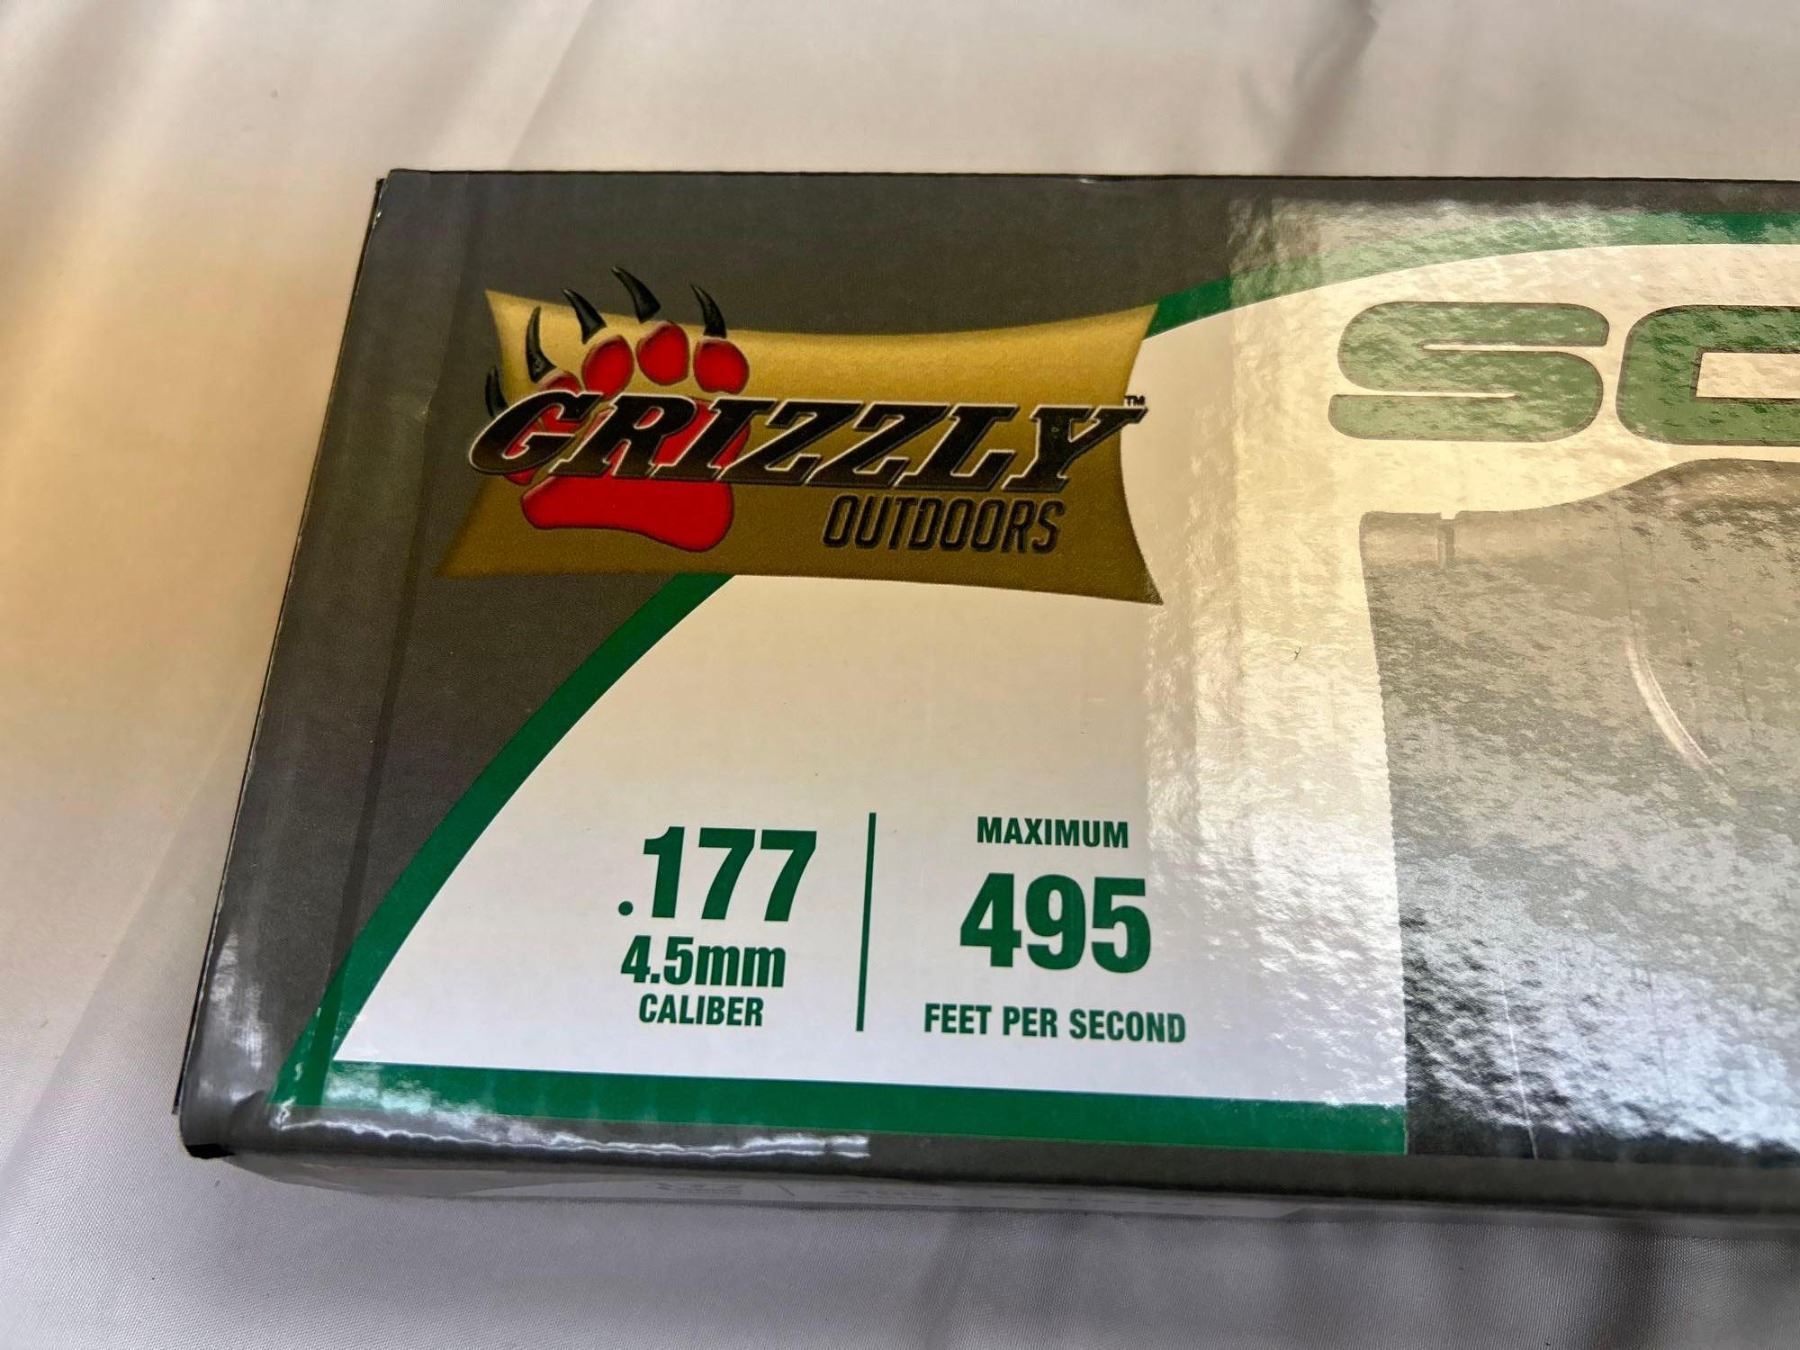 GRIZZLY™
OUTDOORS
.177
4.5mm
CALIBER
MAXIMUM
495
FEET PER SECOND